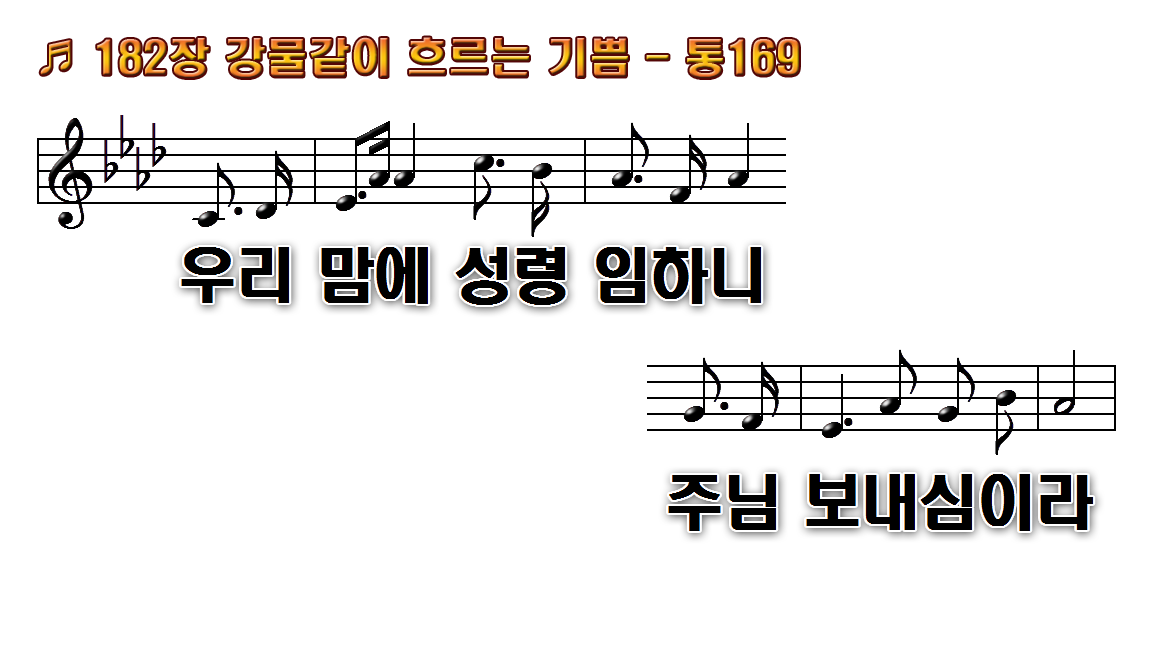 ♬ 182장 강물같이 흐르는 기쁨 - 통169
우리 맘에 성령 임하니
주님 보내심이라